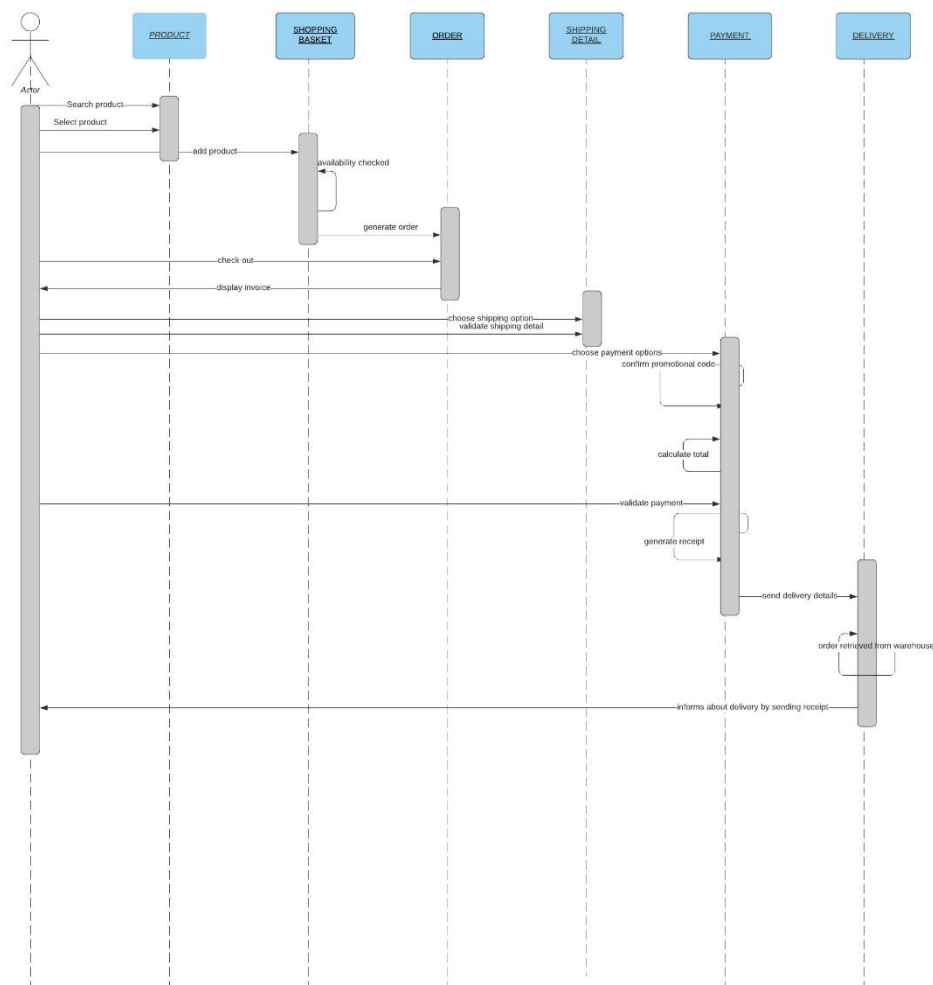 PRODUCT
SHOPPING
BASKET
ORDER
SHIPPING
DETAIL
PAYMENT
DELIVERY
Actor
Search product
Select product
add product
availability checked
generate order
check out
display invoice
choose shipping option
validate shipping detail
choose payment options
confirm promotional code
calculate total
validate payment
generate receipt
send delivery details
order retrieved from warehouse
informs about delivery by sending receipt